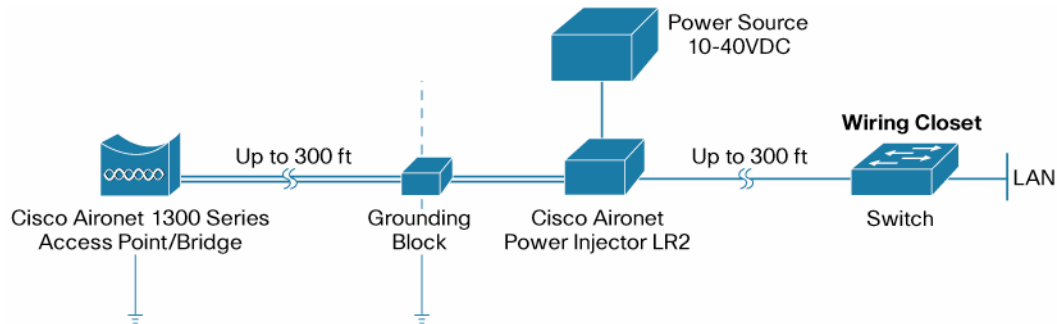 Power Source
10-40VDC
Wiring Closet
Up to 300 ft
Up to 300 ft
LAN
Cisco Aironet 1300 Series
Access Point/Bridge
Grounding
Block
Cisco Aironet
Power Injector LR2
Switch